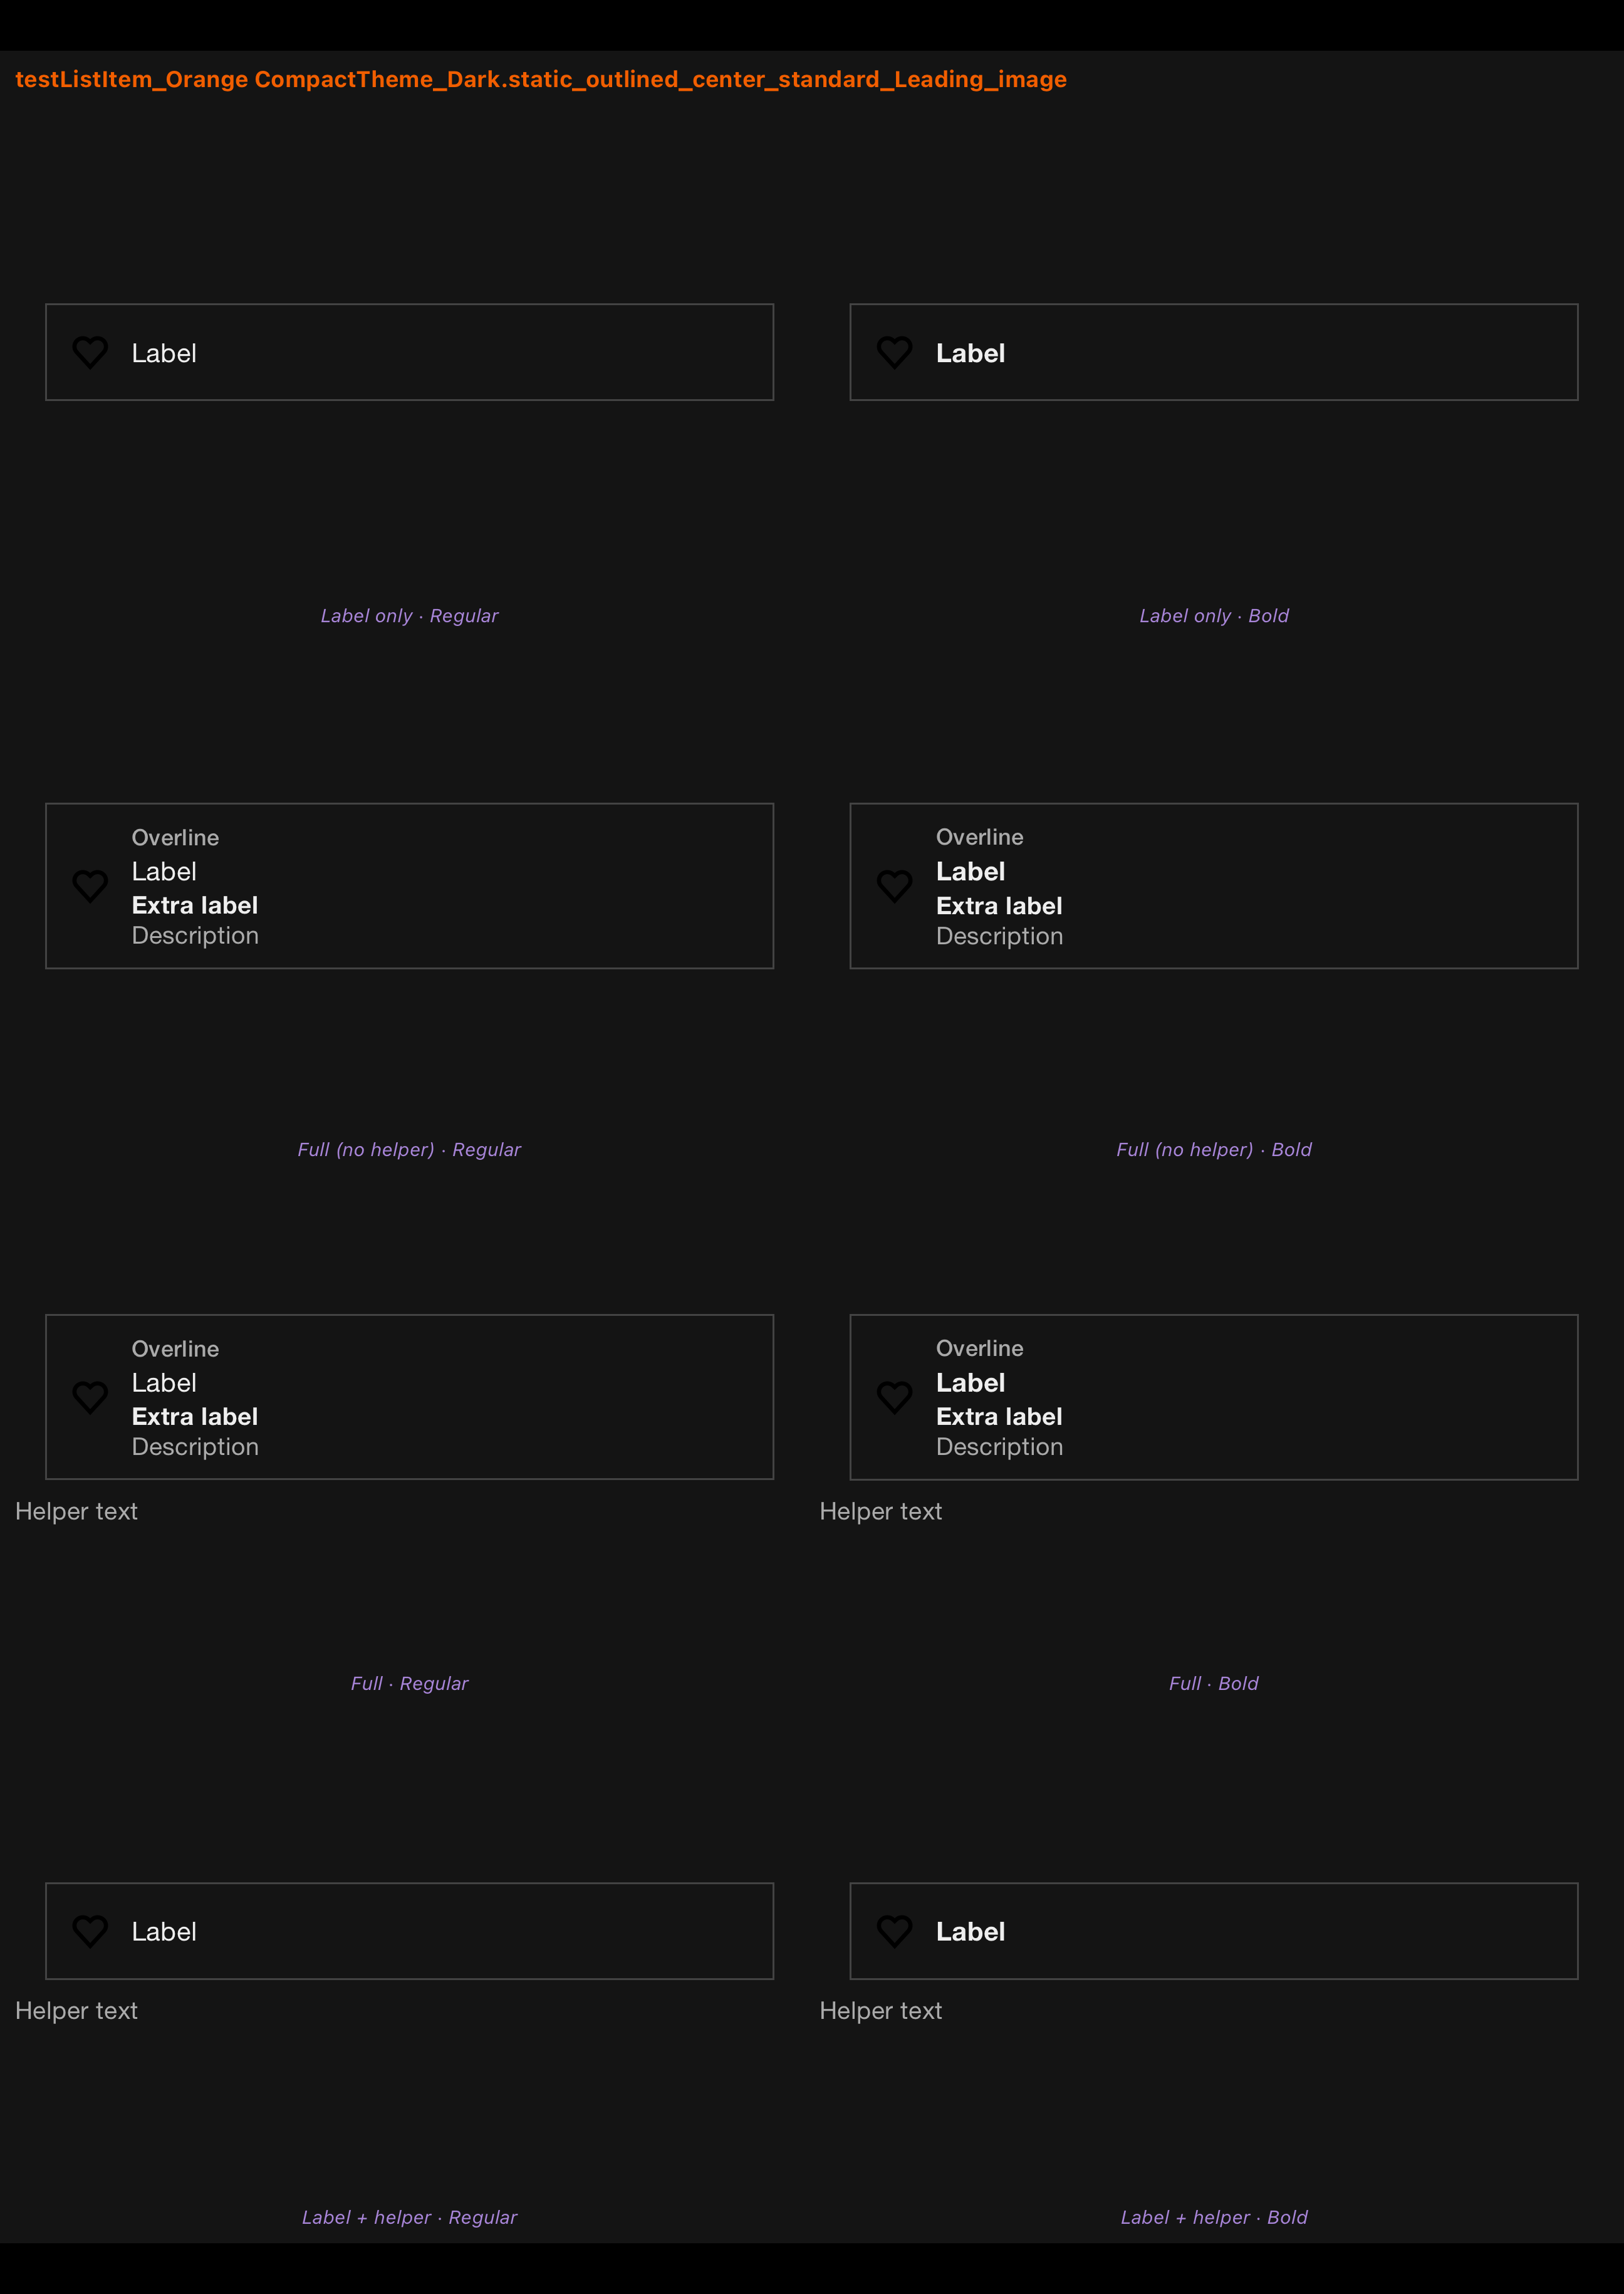 testListItem_Orange CompactTheme_Dark.static_outlined_center_standard_Leading_image
Label
Label
Label only · Regular
Label only · Bold
Overline
Label
Extra label
Description
Overline
Label
Extra label
Description
Full (no helper) · Regular
Full (no helper) · Bold
Overline
Label
Extra label
Description
Helper text
Overline
Label
Extra label
Description
Helper text
Full · Regular
Full · Bold
Label
Helper text
Label
Helper text
Label + helper · Regular
Label + helper · Bold